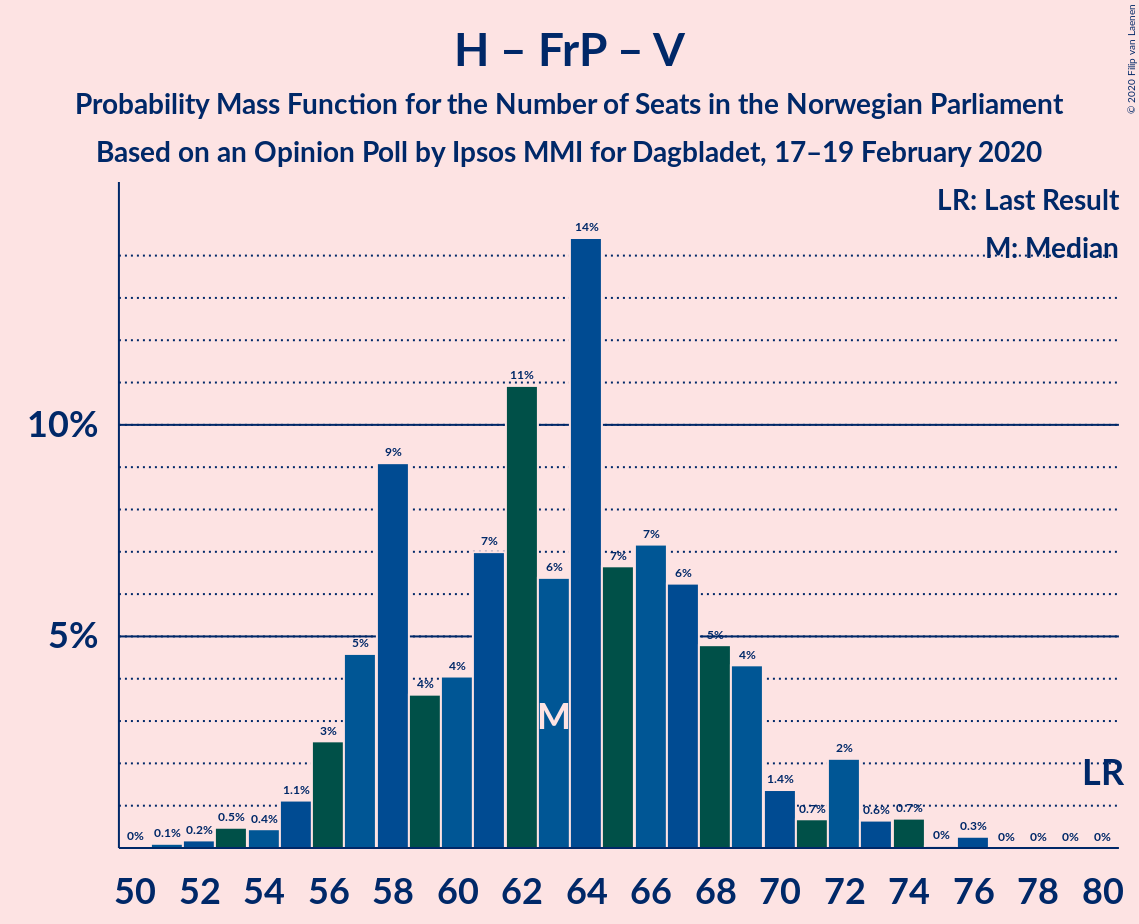 © 2020 Filip van Laenen
H – FrP – V
Probability Mass Function for the Number of Seats in the Norwegian Parliament
Based on an Opinion Poll by Ipsos MMI for Dagbladet, 17–19 February 2020
LR: Last Result
M: Median
10%
5%
0% 0.1% 0.2% 0.5% 0.4% 1.1% 3% 5% 9% 4% 4% 7% 11% 6% 14% 7% 7% 6% 5% 4% 1.4% 0.7% 2% 0.6% 0.7% 0% 0.3% 0% 0% 0% 0%
M
LR
50 52 54 56 58 60 62 64 66 68 70 72 74 76 78 80